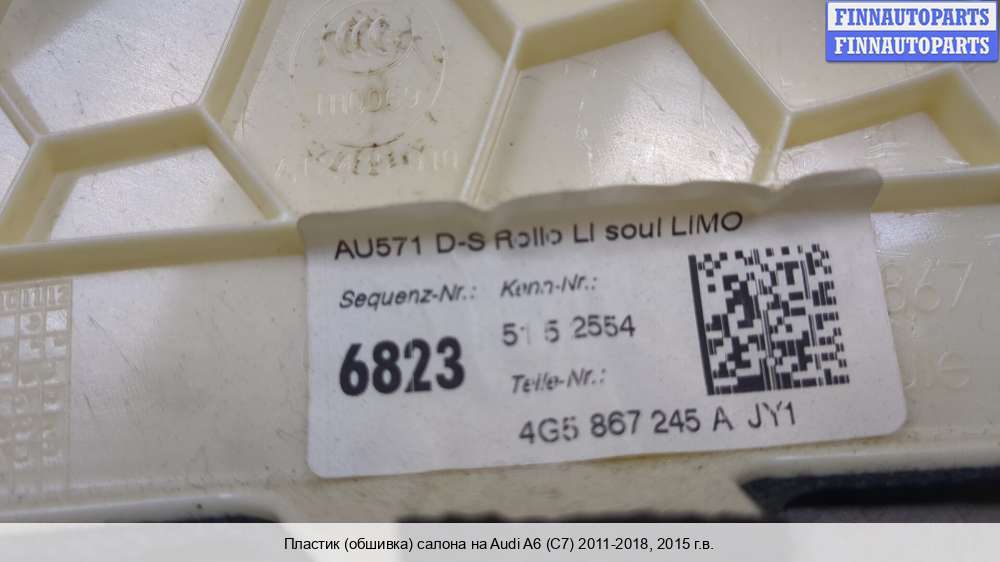 FINNAUTOPARTS
FINNAUTOPARTS
AU571 D-S Rollo LI soul LIMO
Sequenz-Nr.: Kenn-Nr.:
6823
51 5 2554
Teile-Nr.:
4G5 867 245 A JY1
867
Пластик (обшивка) салона на Audi A6 (C7) 2011-2018, 2015 г.в.